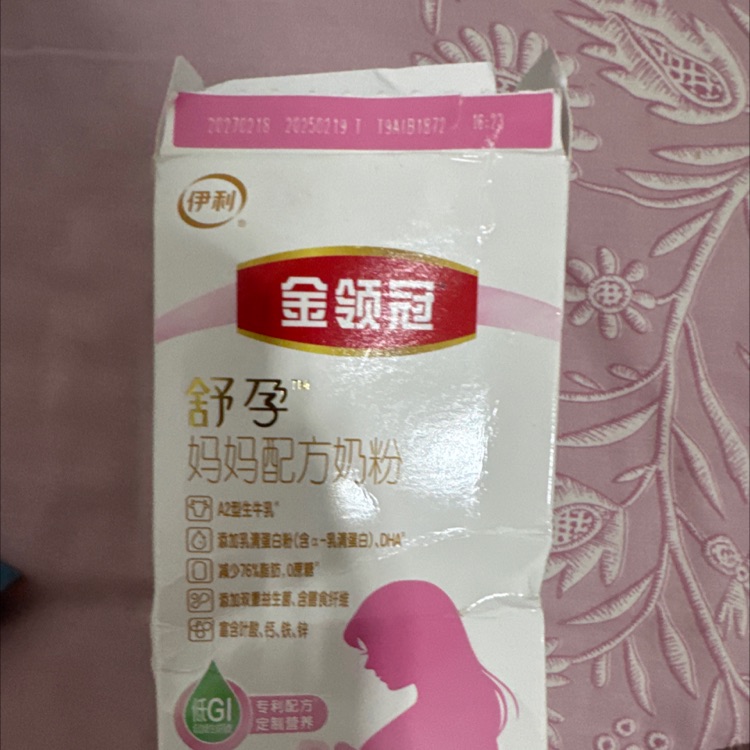 20270218 20250219 T T9A1B1872 16:23
伊利
金领冠
舒孕
妈妈配方奶粉
A2型生牛乳
添加乳清蛋白粉(含α-乳清蛋白)、DHA
减少76%脂肪,0蔗糖
添加双重益生菌、含膳食纤维
富含叶酸、钙、铁、锌
低GI
专利配方
定制营养